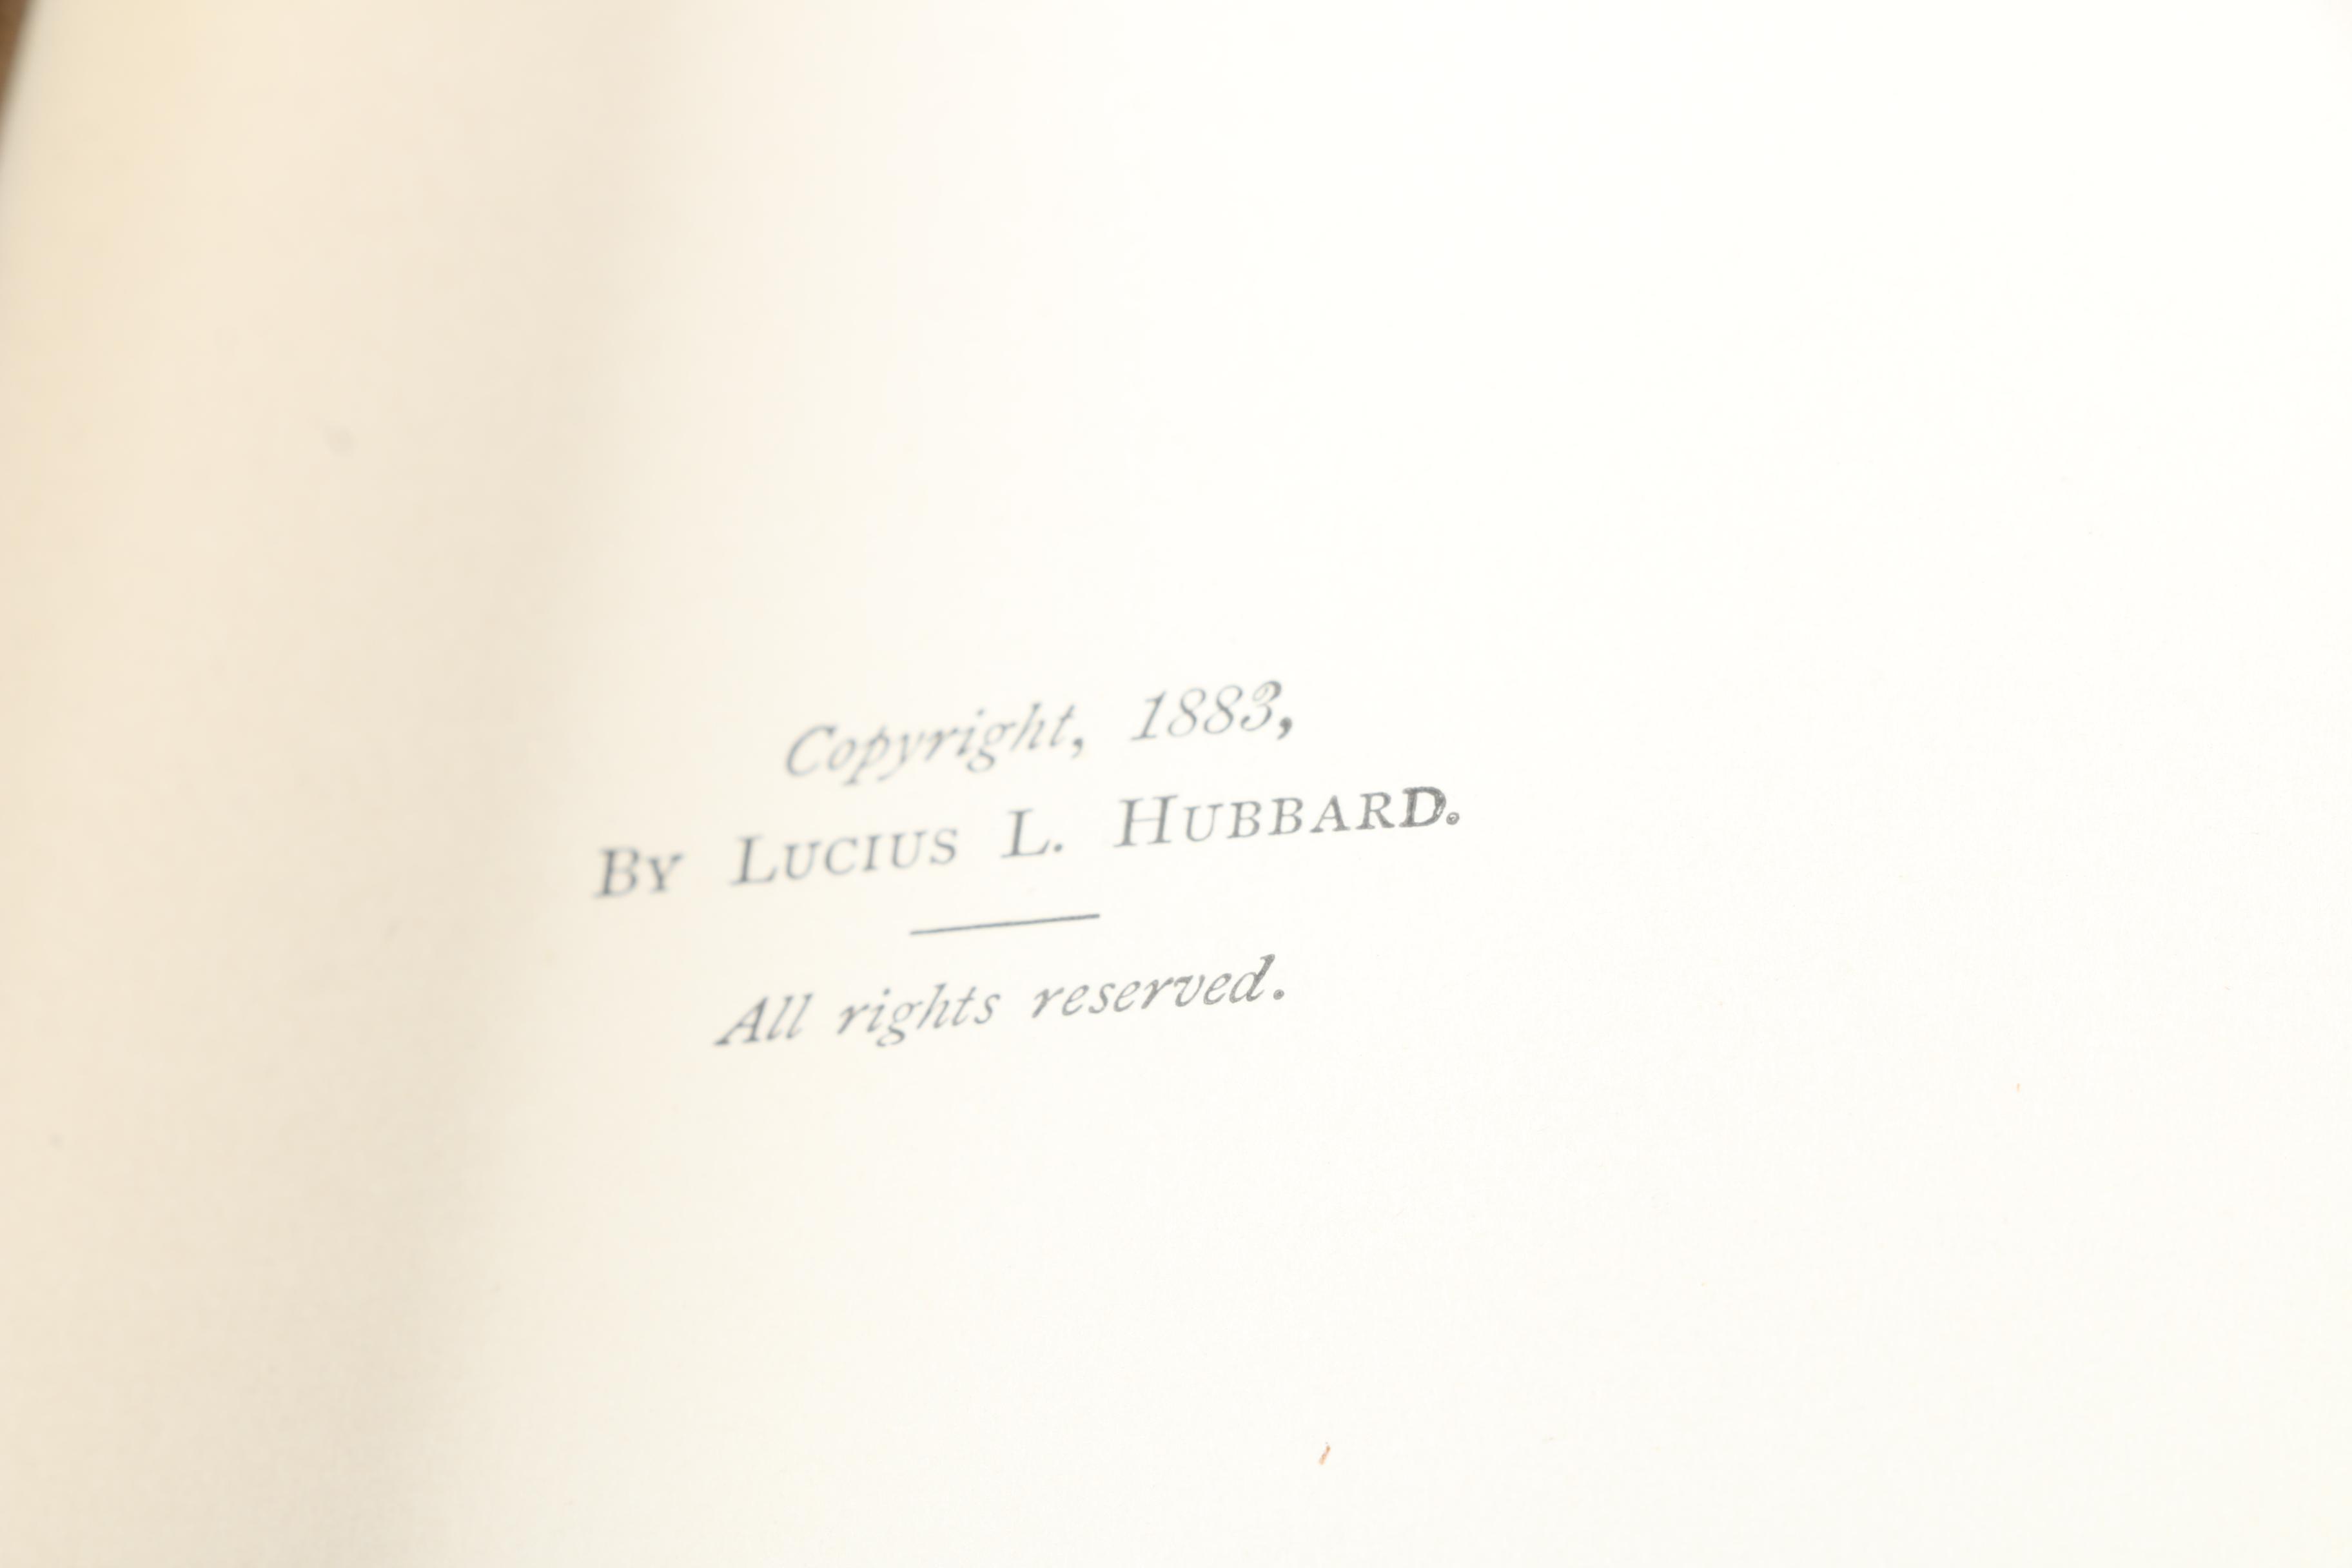 Copyright, 1883,
By Lucius L. Hubbard.
All rights reserved.